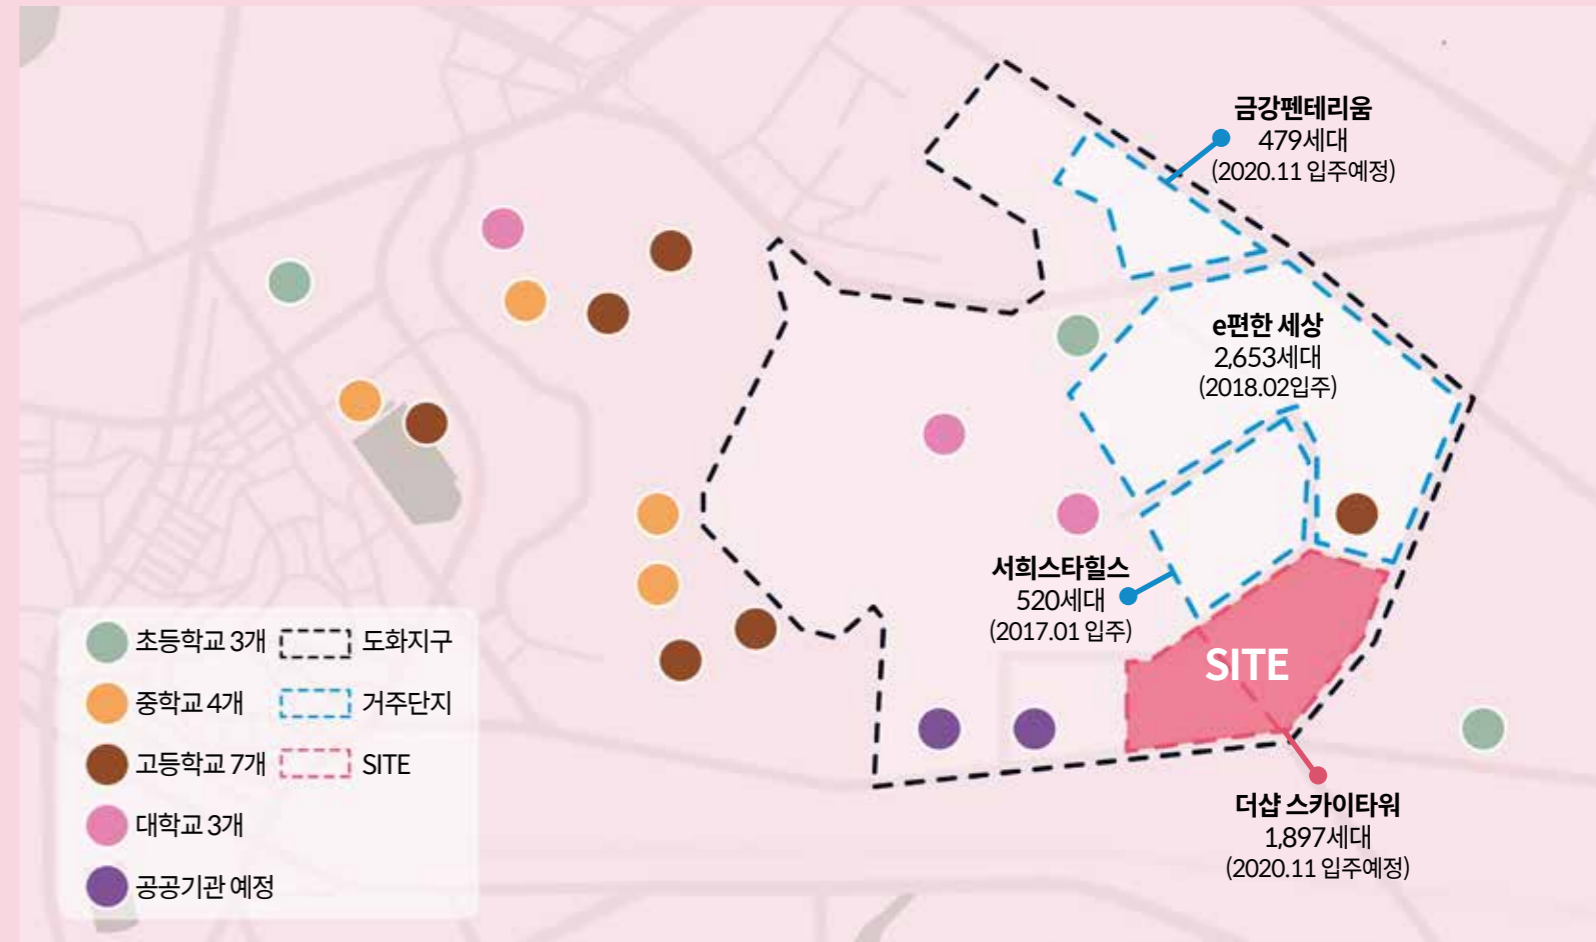 금강펜테리움
479세대
(2020.11 입주예정)
e편한 세상
2,653세대
(2018.02입주)
서희스타힐스
520세대
(2017.01 입주)
SITE
더샵 스카이타워
1,897세대
(2020.11 입주예정)
초등학교 3개 도화지구
중학교 4개 거주단지
고등학교 7개 SITE
대학교 3개
공공기관 예정